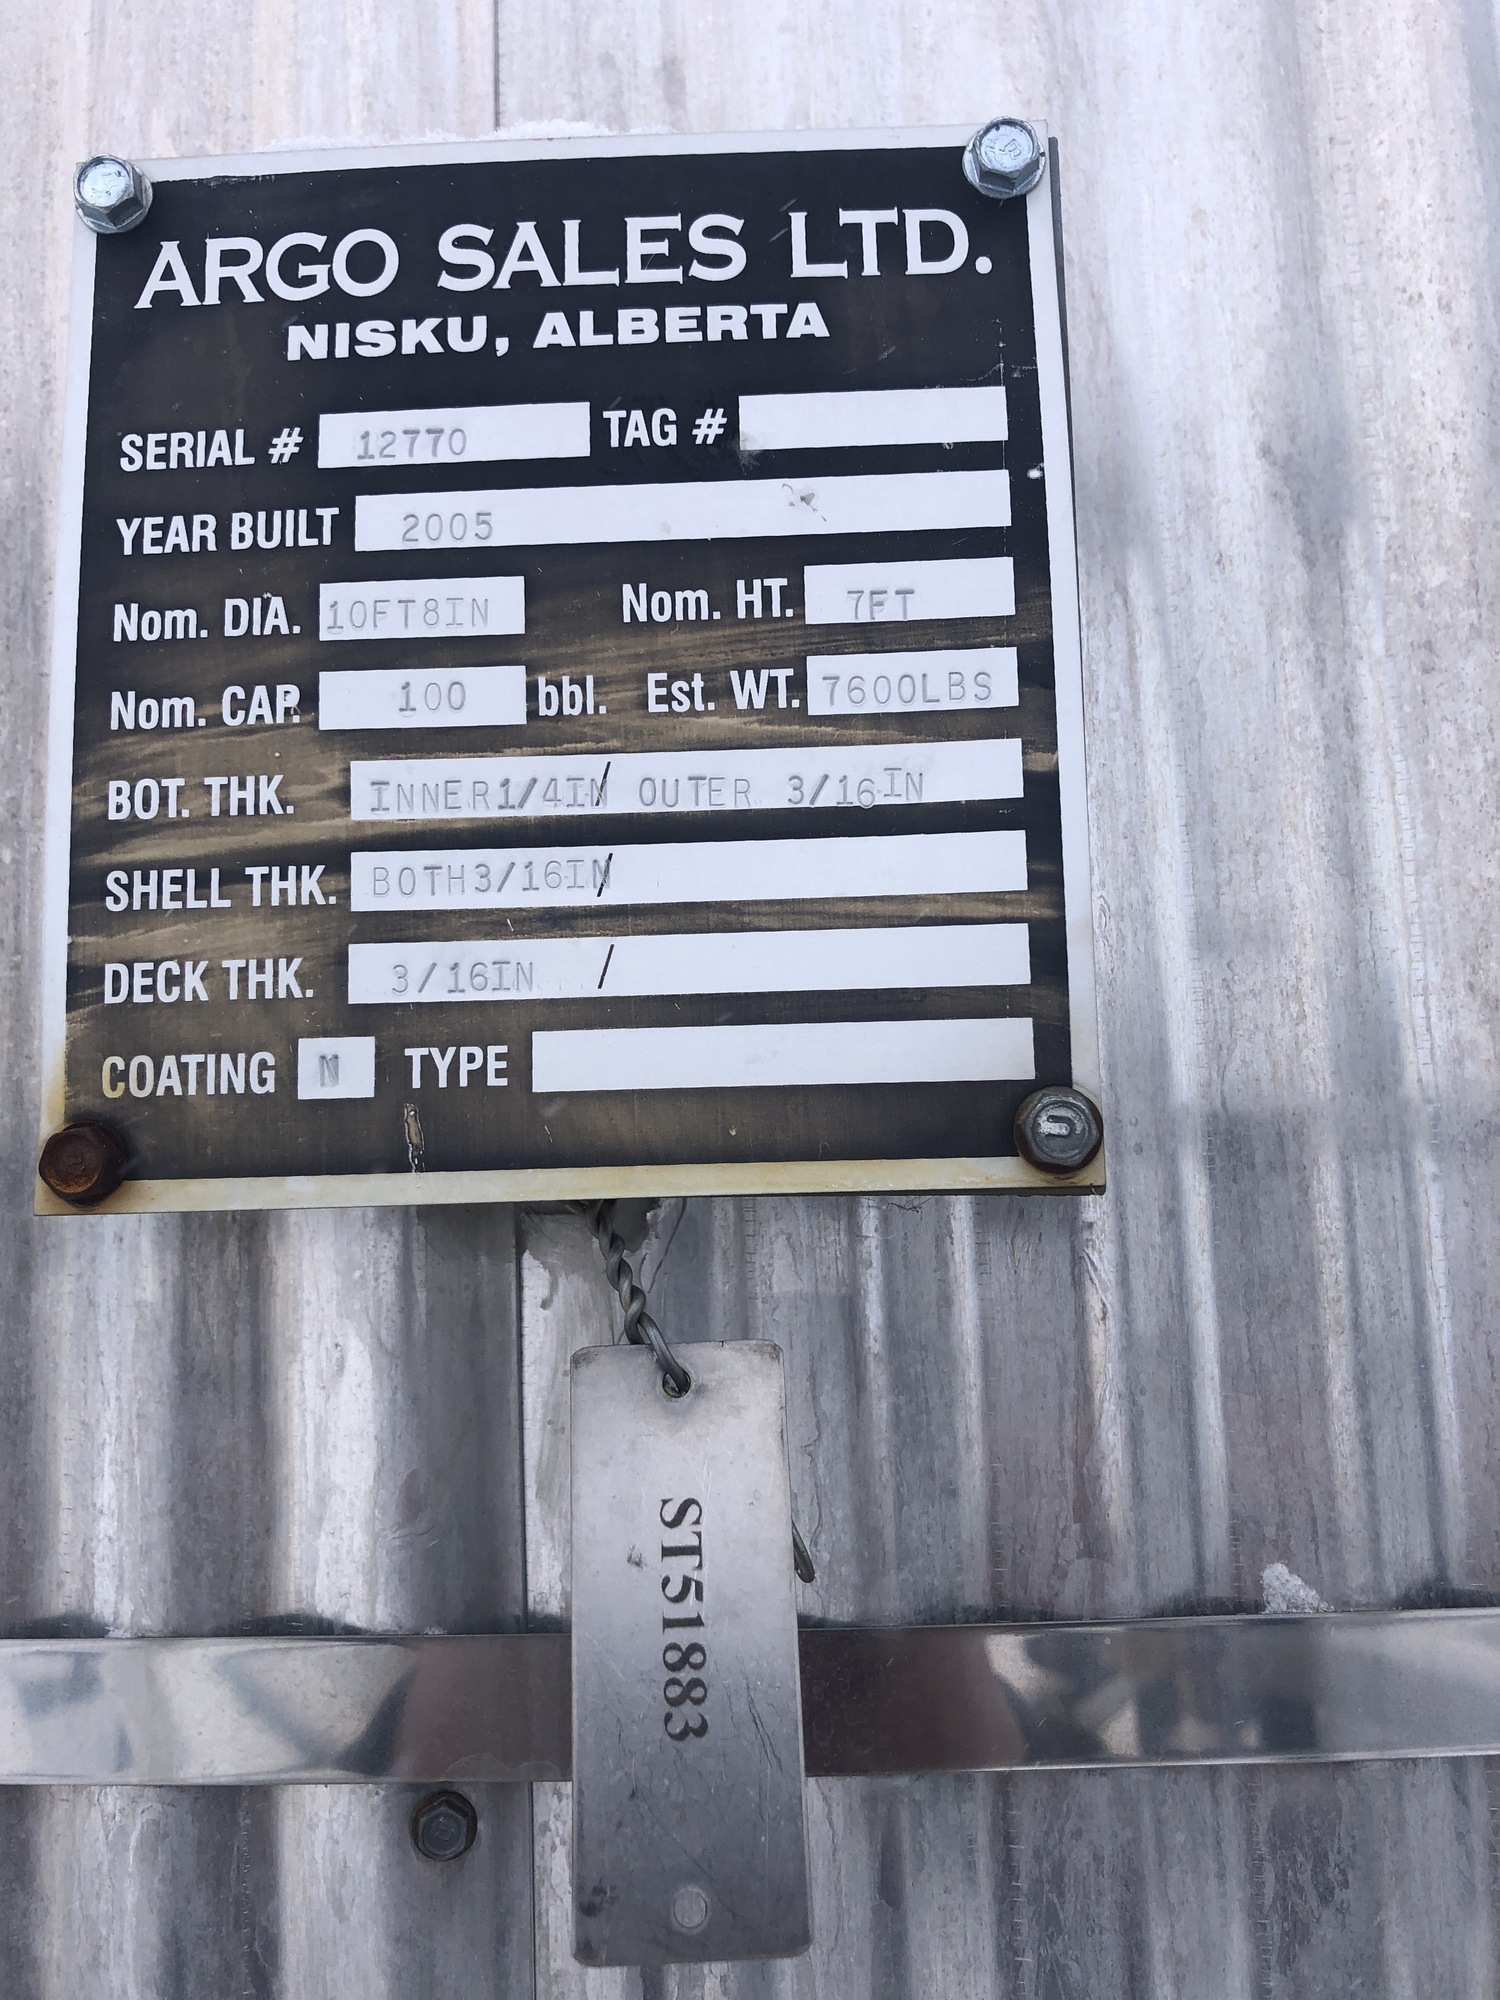 ARGO SALES LTD.
NISKU, ALBERTA
SERIAL # 12770 TAG #
YEAR BUILT 2005
Nom. DIA. 10FT8IN Nom. HT. 7FT
Nom. CAP. 100 bbl. Est. WT. 7600LBS
BOT. THK. INNER1/4IN / OUTER 3/16IN
SHELL THK. BOTH3/16IN /
DECK THK. 3/16IN /
COATING N TYPE
ST51883